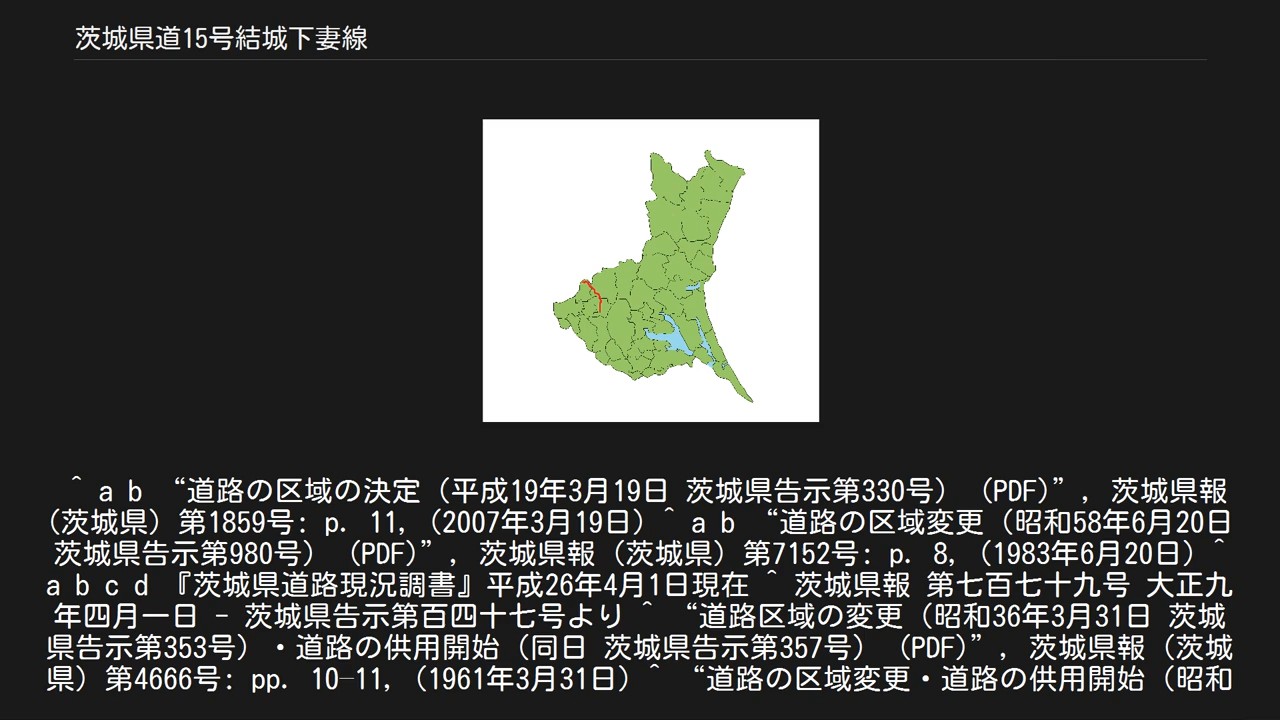 茨城県道15号結城下妻線
^ a b “道路の区域の決定（平成19年3月19日 茨城県告示第330号）（PDF）”, 茨城県報
（茨城県）第1859号: p. 11,（2007年3月19日）^ a b “道路の区域変更（昭和58年6月20日
茨城県告示第980号）（PDF）”, 茨城県報（茨城県）第7152号: p. 8,（1983年6月20日）^
a b c d 『茨城県道路現況調書』平成26年4月1日現在 ^ 茨城県報 第七百七十九号 大正九
年四月一日 – 茨城県告示第百四十七号より ^ “道路区域の変更（昭和36年3月31日 茨城
県告示第353号）・道路の供用開始（同日 茨城県告示第357号）（PDF）”, 茨城県報（茨城
県）第4666号: pp. 10–11,（1961年3月31日）^ “道路の区域変更・道路の供用開始（昭和